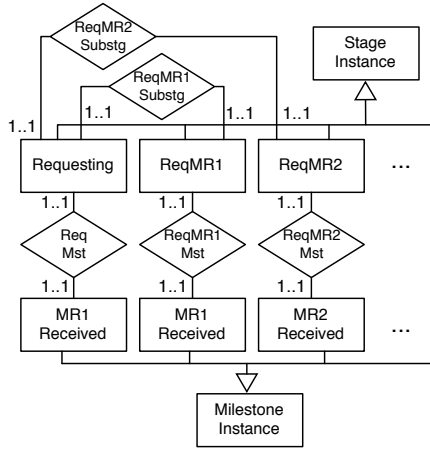 ReqMR2
Substg
Stage
Instance
ReqMR1
Substg
1..1 1..1 1..1 1..1
Requesting ReqMR1 ReqMR2 ...
1..1 1..1 1..1
Req
Mst
ReqMR1
Mst
ReqMR2
Mst
1..1 1..1 1..1
MR1
Received
MR1
Received
MR2
Received
...
Milestone
Instance